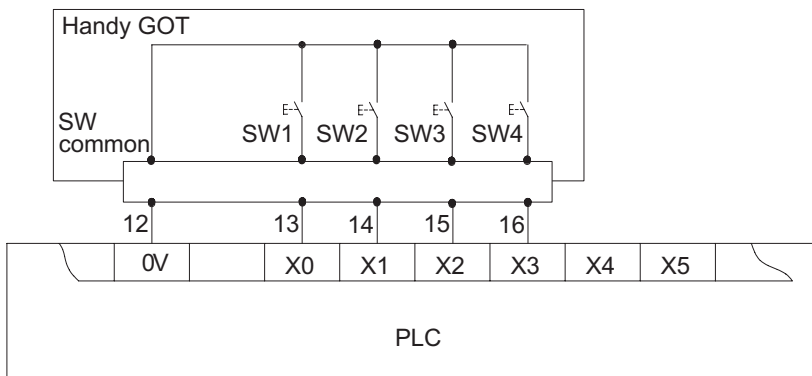 Handy GOT
SW
common
SW1 SW2 SW3 SW4
12 13 14 15 16
0V X0 X1 X2 X3 X4 X5
PLC